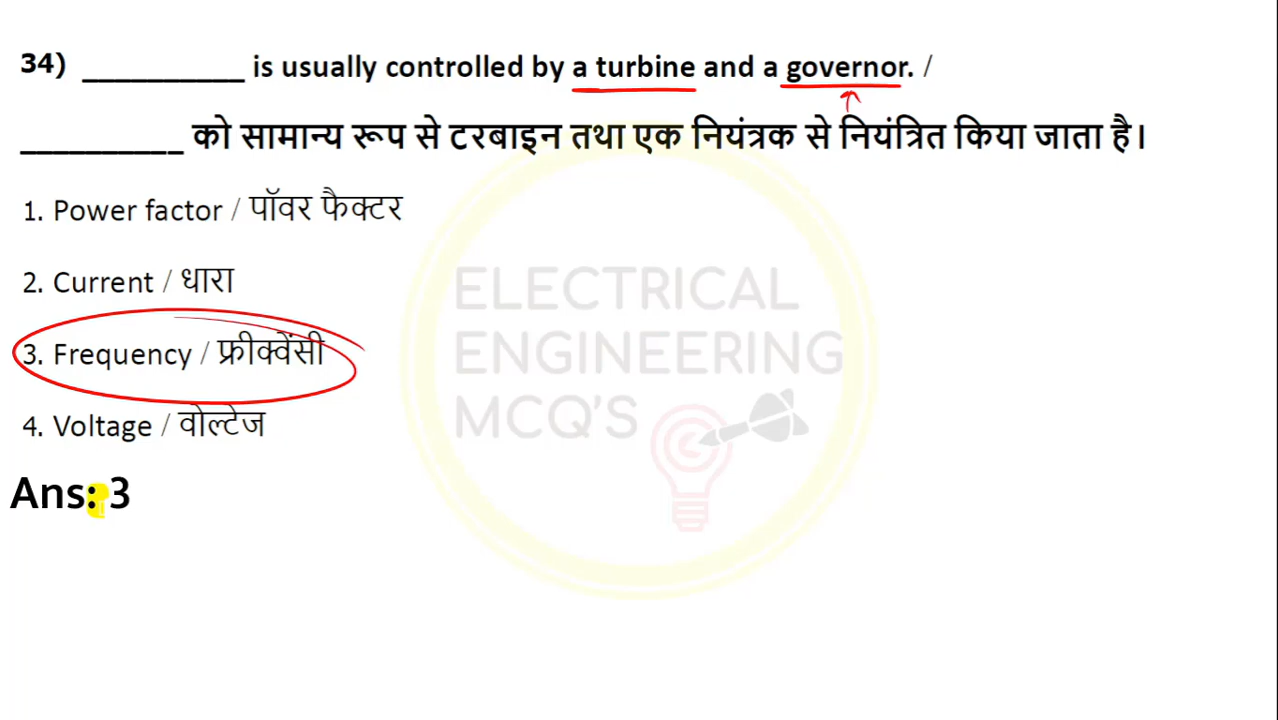 34) __________ is usually controlled by a turbine and a governor. /
__________ को सामान्य रूप से टरबाइन तथा एक नियंत्रक से नियंत्रित किया जाता है।
1. Power factor / पॉवर फैक्टर
2. Current / धारा
3. Frequency / फ्रीक्वेंसी
4. Voltage / वोल्टेज
Ans: 3
ELECTRICAL
ENGINEERING
MCQ'S